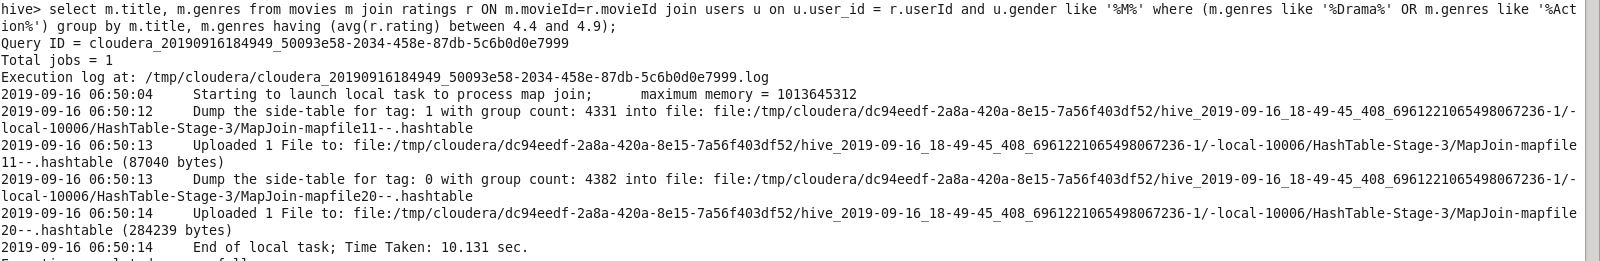 hive> select m.title, m.genres from movies m join ratings r ON m.movieId=r.movieId join users u on u.user_id = r.userId and u.gender like '%M%' where (m.genres like '%Drama%' OR m.genres like '%Act
ion%') group by m.title, m.genres having (avg(r.rating) between 4.4 and 4.9);
Query ID = cloudera_20190916184949_50093e58-2034-458e-87db-5c6b0d0e7999
Total jobs = 1
Execution log at: /tmp/cloudera/cloudera_20190916184949_50093e58-2034-458e-87db-5c6b0d0e7999.log
2019-09-16 06:50:04     Starting to launch local task to process map join;      maximum memory = 1013645312
2019-09-16 06:50:12     Dump the side-table for tag: 1 with group count: 4331 into file: file:/tmp/cloudera/dc94eedf-2a8a-420a-8e15-7a56f403df52/hive_2019-09-16_18-49-45_408_6961221065498067236-1/-
local-10006/HashTable-Stage-3/MapJoin-mapfile11--.hashtable
2019-09-16 06:50:13     Uploaded 1 File to: file:/tmp/cloudera/dc94eedf-2a8a-420a-8e15-7a56f403df52/hive_2019-09-16_18-49-45_408_6961221065498067236-1/-local-10006/HashTable-Stage-3/MapJoin-mapfile
11--.hashtable (87040 bytes)
2019-09-16 06:50:13     Dump the side-table for tag: 0 with group count: 4382 into file: file:/tmp/cloudera/dc94eedf-2a8a-420a-8e15-7a56f403df52/hive_2019-09-16_18-49-45_408_6961221065498067236-1/-
local-10006/HashTable-Stage-3/MapJoin-mapfile20--.hashtable
2019-09-16 06:50:14     Uploaded 1 File to: file:/tmp/cloudera/dc94eedf-2a8a-420a-8e15-7a56f403df52/hive_2019-09-16_18-49-45_408_6961221065498067236-1/-local-10006/HashTable-Stage-3/MapJoin-mapfile
20--.hashtable (284239 bytes)
2019-09-16 06:50:14     End of local task; Time Taken: 10.131 sec.